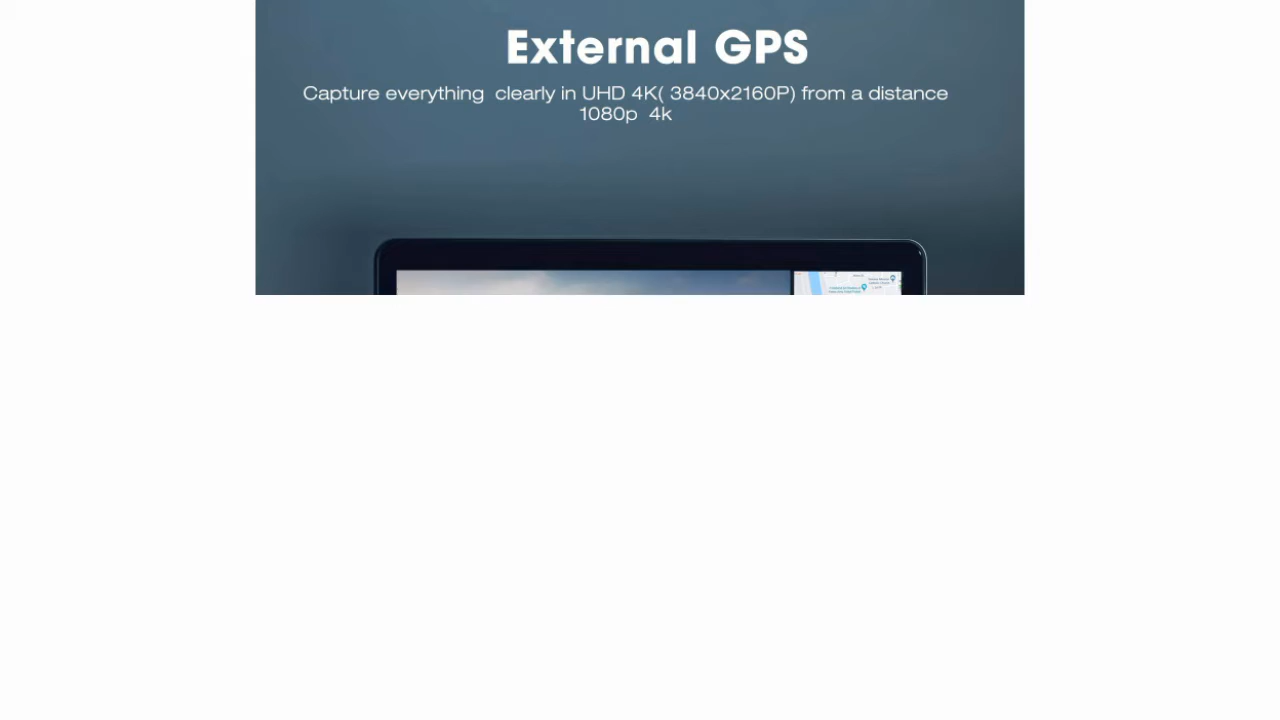 External GPS
Capture everything clearly in UHD 4K( 3840x2160P) from a distance
1080p 4k